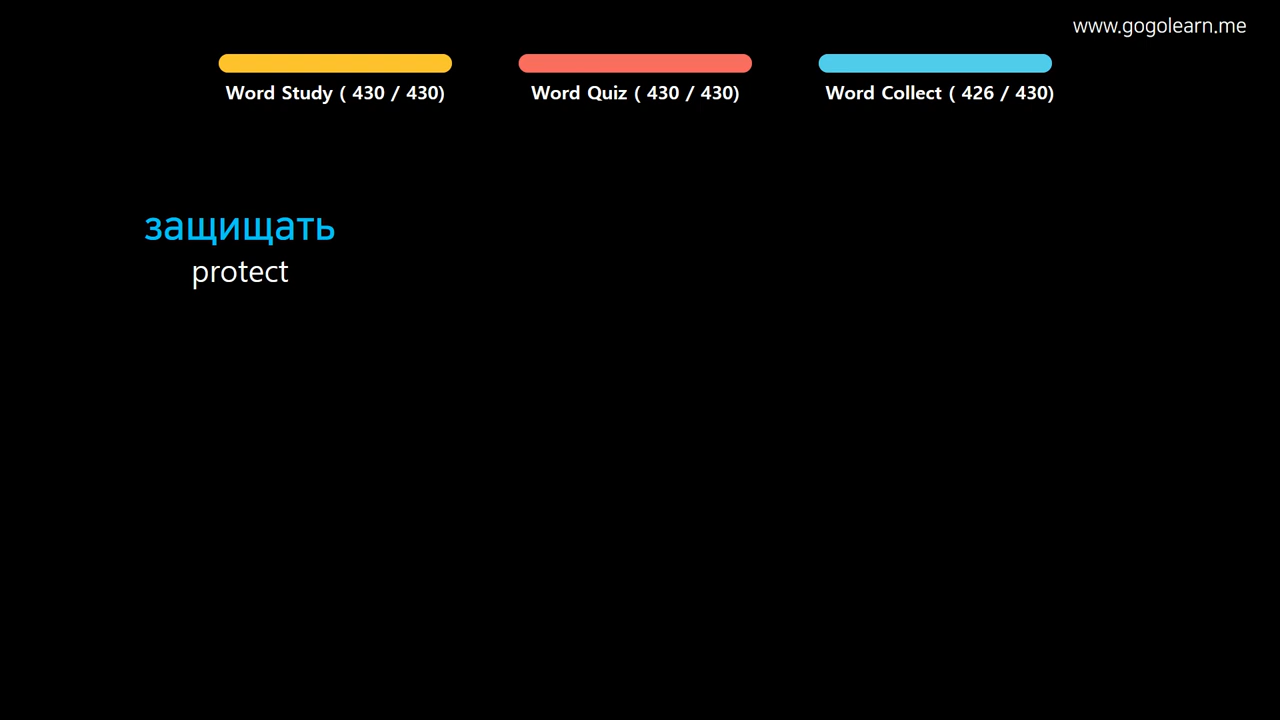 www.gogolearn.me
Word Study ( 430 / 430)
Word Quiz ( 430 / 430)
Word Collect ( 426 / 430)
защищать
protect